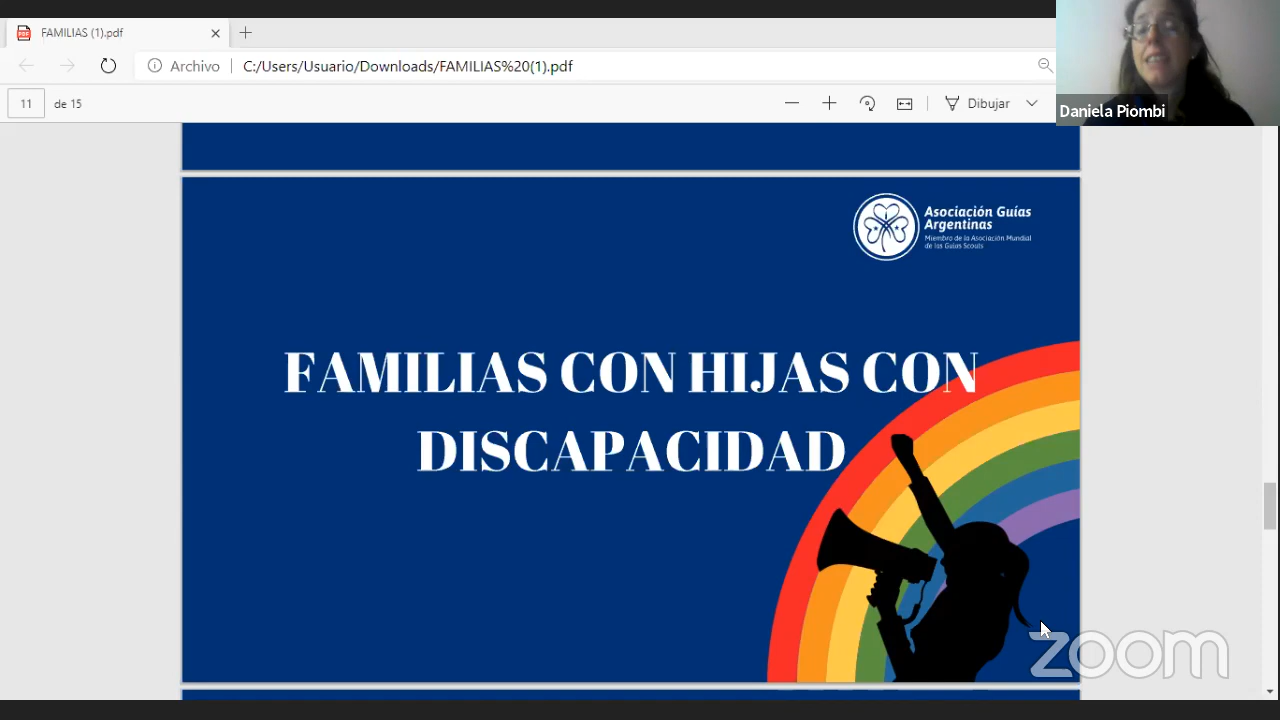 FAMILIAS (1).pdf
Archivo
C:/Users/Usuario/Downloads/FAMILIAS%20(1).pdf
Daniela Piombi
11 de 15
Dibujar
Asociación Guías
Argentinas
Miembro de la Asociación Mundial
de las Guías Scouts
FAMILIAS CON HIJAS CON
DISCAPACIDAD
zoom